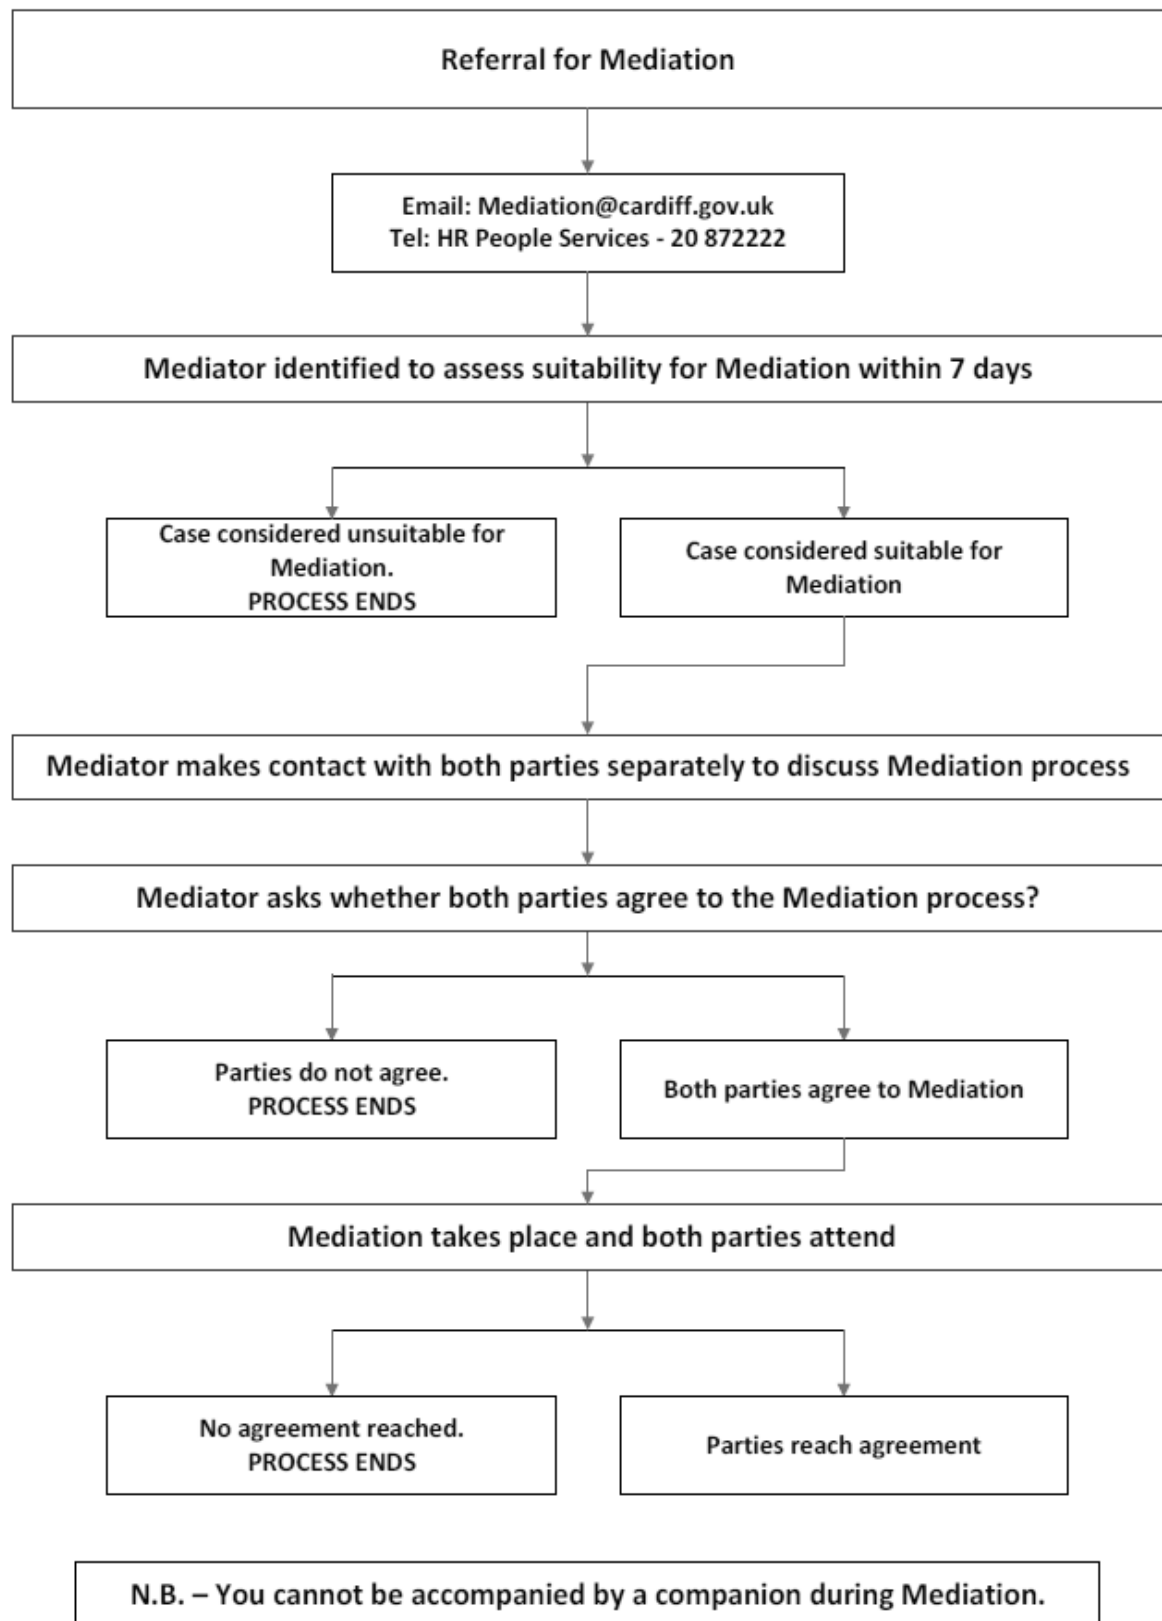 Referral for Mediation
Email: Mediation@cardiff.gov.uk
Tel: HR People Services - 20 872222
Mediator identified to assess suitability for Mediation within 7 days
Case considered unsuitable for
Mediation.
PROCESS ENDS
Case considered suitable for
Mediation
Mediator makes contact with both parties separately to discuss Mediation process
Mediator asks whether both parties agree to the Mediation process?
Parties do not agree.
PROCESS ENDS
Both parties agree to Mediation
Mediation takes place and both parties attend
No agreement reached.
PROCESS ENDS
Parties reach agreement
N.B. – You cannot be accompanied by a companion during Mediation.